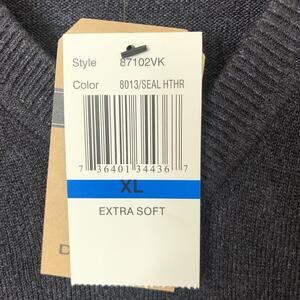 Style 87102VK
Color 8013/SEAL HTHR
7 36401 34436 7
XL
EXTRA SOFT
D